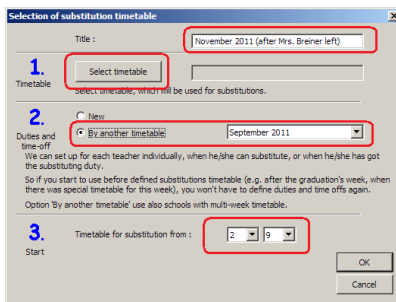 Selection of substitution timetable
Title :
November 2011 (after Mrs. Breiner left)
1.
Timetable
Select timetable
Select timetable, which will be used for substitutions.
2.
Duties and
time-off
New
By another timetable
September 2011
We can set up for each teacher individually, when he/she can substitute, or when he/she has got
the substituting duty.
So if you start to use before defined substitutions timetable (e.g. after the graduation's week, when
there was special timetable for this week), you won't have to define duties and time offs again.
Option 'By another timetable' use also schools with multi-week timetable.
3.
Start
Timetable for substitution from :
2
9
OK
Cancel